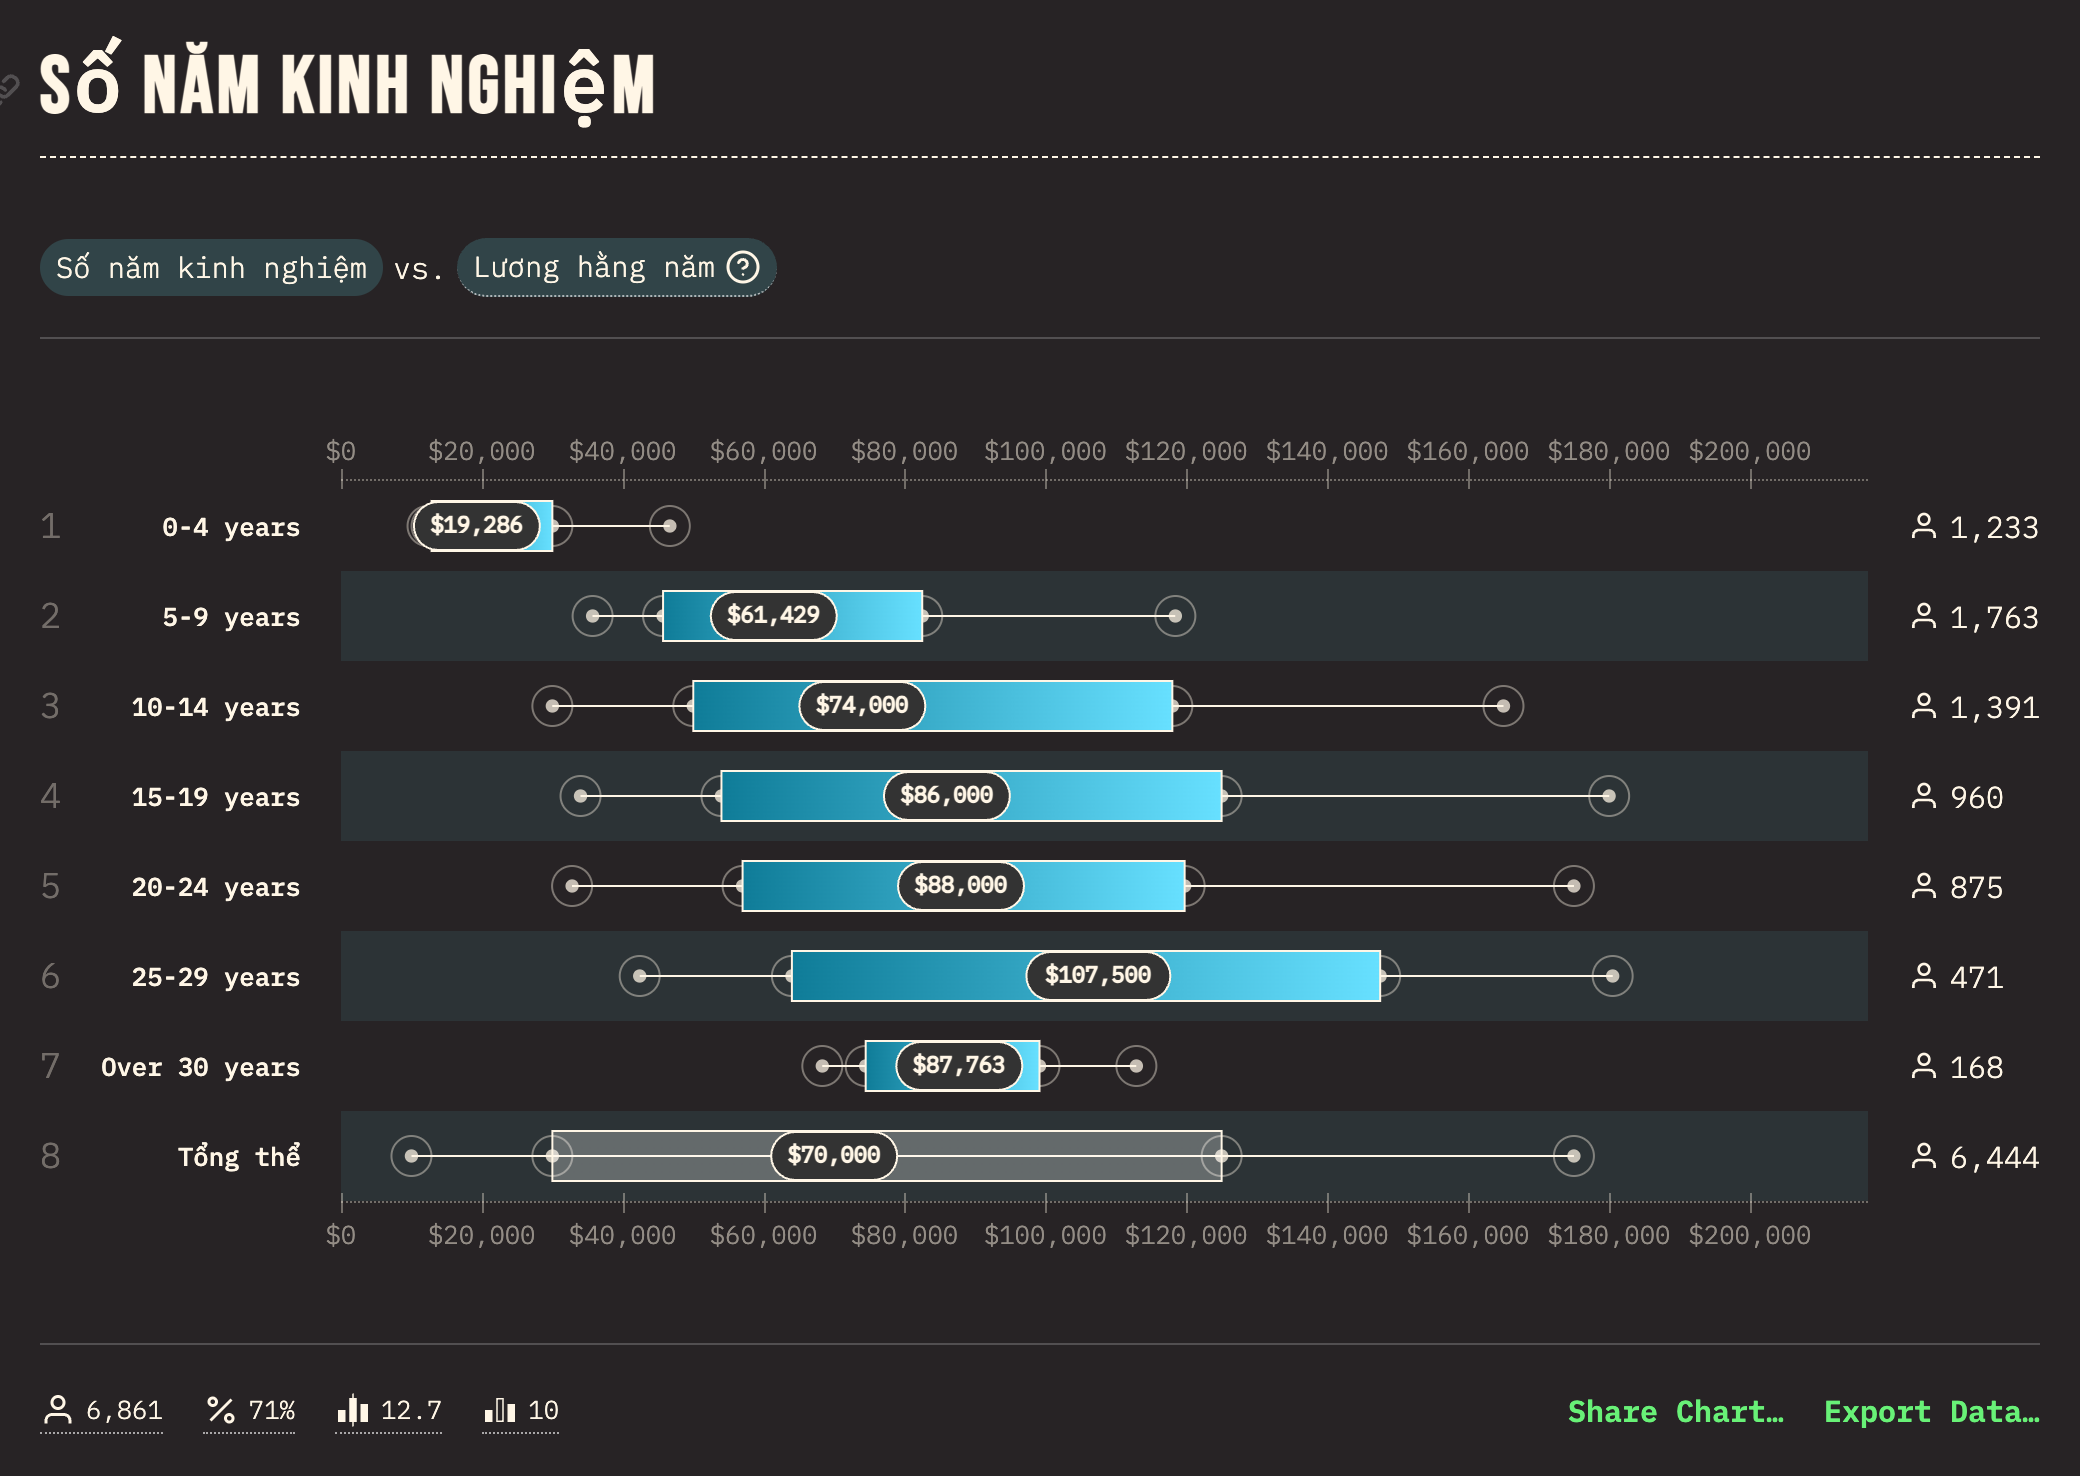 Số NĂM KINH NGHIỆM
Số năm kinh nghiệm vs. Lương hằng năm ?
$0 $20,000 $40,000 $60,000 $80,000 $100,000 $120,000 $140,000 $160,000 $180,000 $200,000
1 0-4 years $19,286 1,233
2 5-9 years $61,429 1,763
3 10-14 years $74,000 1,391
4 15-19 years $86,000 960
5 20-24 years $88,000 875
6 25-29 years $107,500 471
7 Over 30 years $87,763 168
8 Tổng thể $70,000 6,444
$0 $20,000 $40,000 $60,000 $80,000 $100,000 $120,000 $140,000 $160,000 $180,000 $200,000
6,861 % 71% 12.7 10 Share Chart… Export Data…